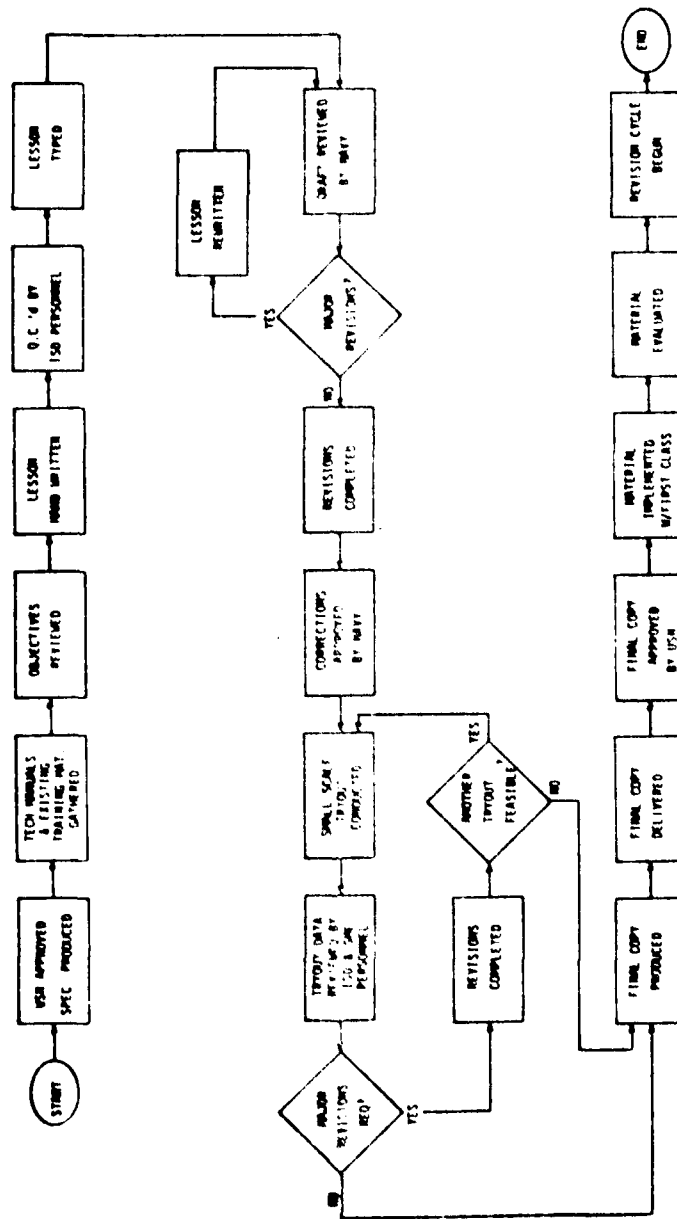 START
USN APPROVED
SPEC PRODUCED
TECH MANUALS
& EXISTING
TRAINING MAT.
GATHERED
OBJECTIVES
REVIEWED
LESSON
HAND WRITTEN
Q.C'd BY
ISD PERSONNEL
LESSON
TYPED
DRAFT REVIEWED
BY NAVY
LESSON
REWRITTEN
MAJOR
REVISIONS?
YES
NO
REVISIONS
COMPLETED
CORRECTIONS
APPROVED
BY NAVY
SMALL SCALE
TRYOUT
CONDUCTED
TRYOUT DATA
REVIEWED BY
ISD & SME
PERSONNEL
MAJOR
REVISIONS
REQ?
YES
NO
REVISIONS
COMPLETED
ANOTHER
TRYOUT
FEASIBLE?
YES
NO
FINAL COPY
PRODUCED
FINAL COPY
DELIVERED
FINAL COPY
APPROVED
BY USN
MATERIAL
IMPLEMENTED
W/FIRST CLASS
MATERIAL
EVALUATED
REVISION CYCLE
BEGUN
END